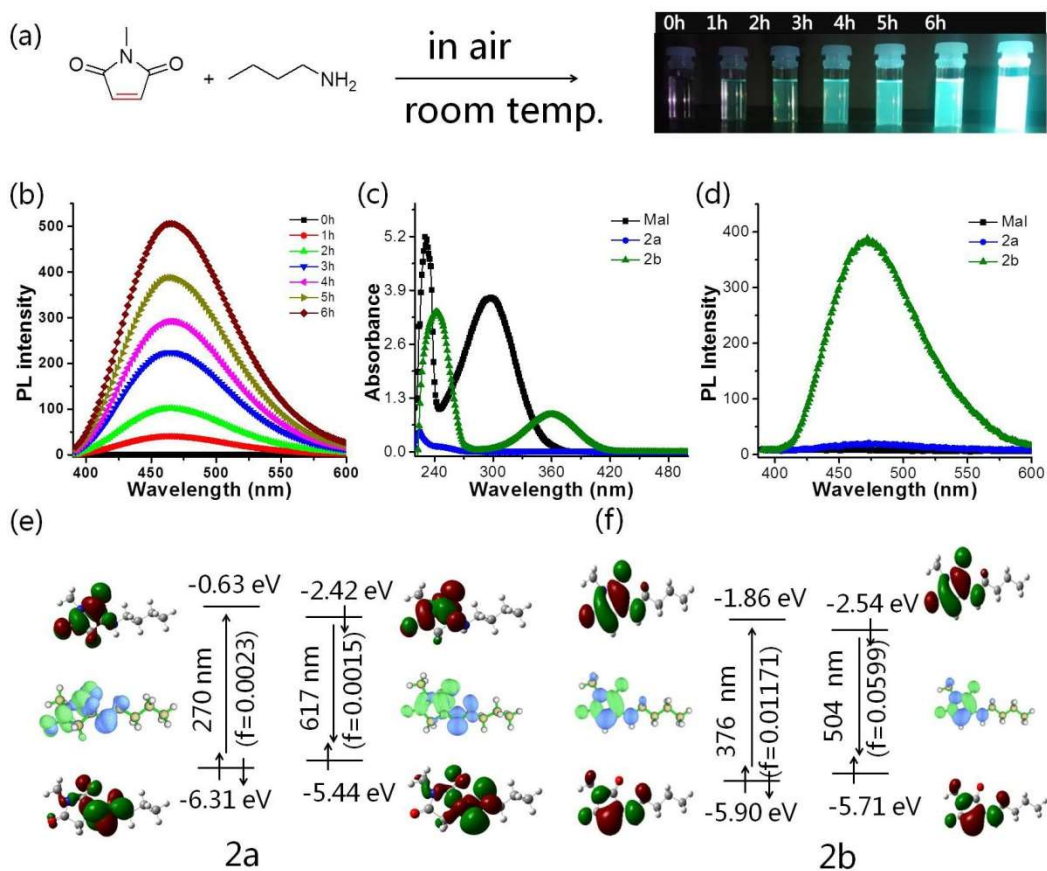 (a)
N
O
O
+
NH2
in air
room temp.
0h 1h 2h 3h 4h 5h 6h
(b)
PL intensity
500
400
300
200
100
0
400 450 500 550 600
Wavelength (nm)
0h
1h
2h
3h
4h
5h
6h
(c)
Absorbance
5.2
3.9
2.6
1.3
0.0
240 300 360 420 480
Wavelength (nm)
Mal
2a
2b
(d)
PL Intensity
400
300
200
100
0
400 450 500 550 600
Wavelength (nm)
Mal
2a
2b
(e)
-0.63 eV
270 nm
(f=0.0023)
-6.31 eV
-2.42 eV
617 nm
(f=0.0015)
-5.44 eV
2a
(f)
-1.86 eV
376 nm
(f=0.01171)
-5.90 eV
-2.54 eV
504 nm
(f=0.0599)
-5.71 eV
2b